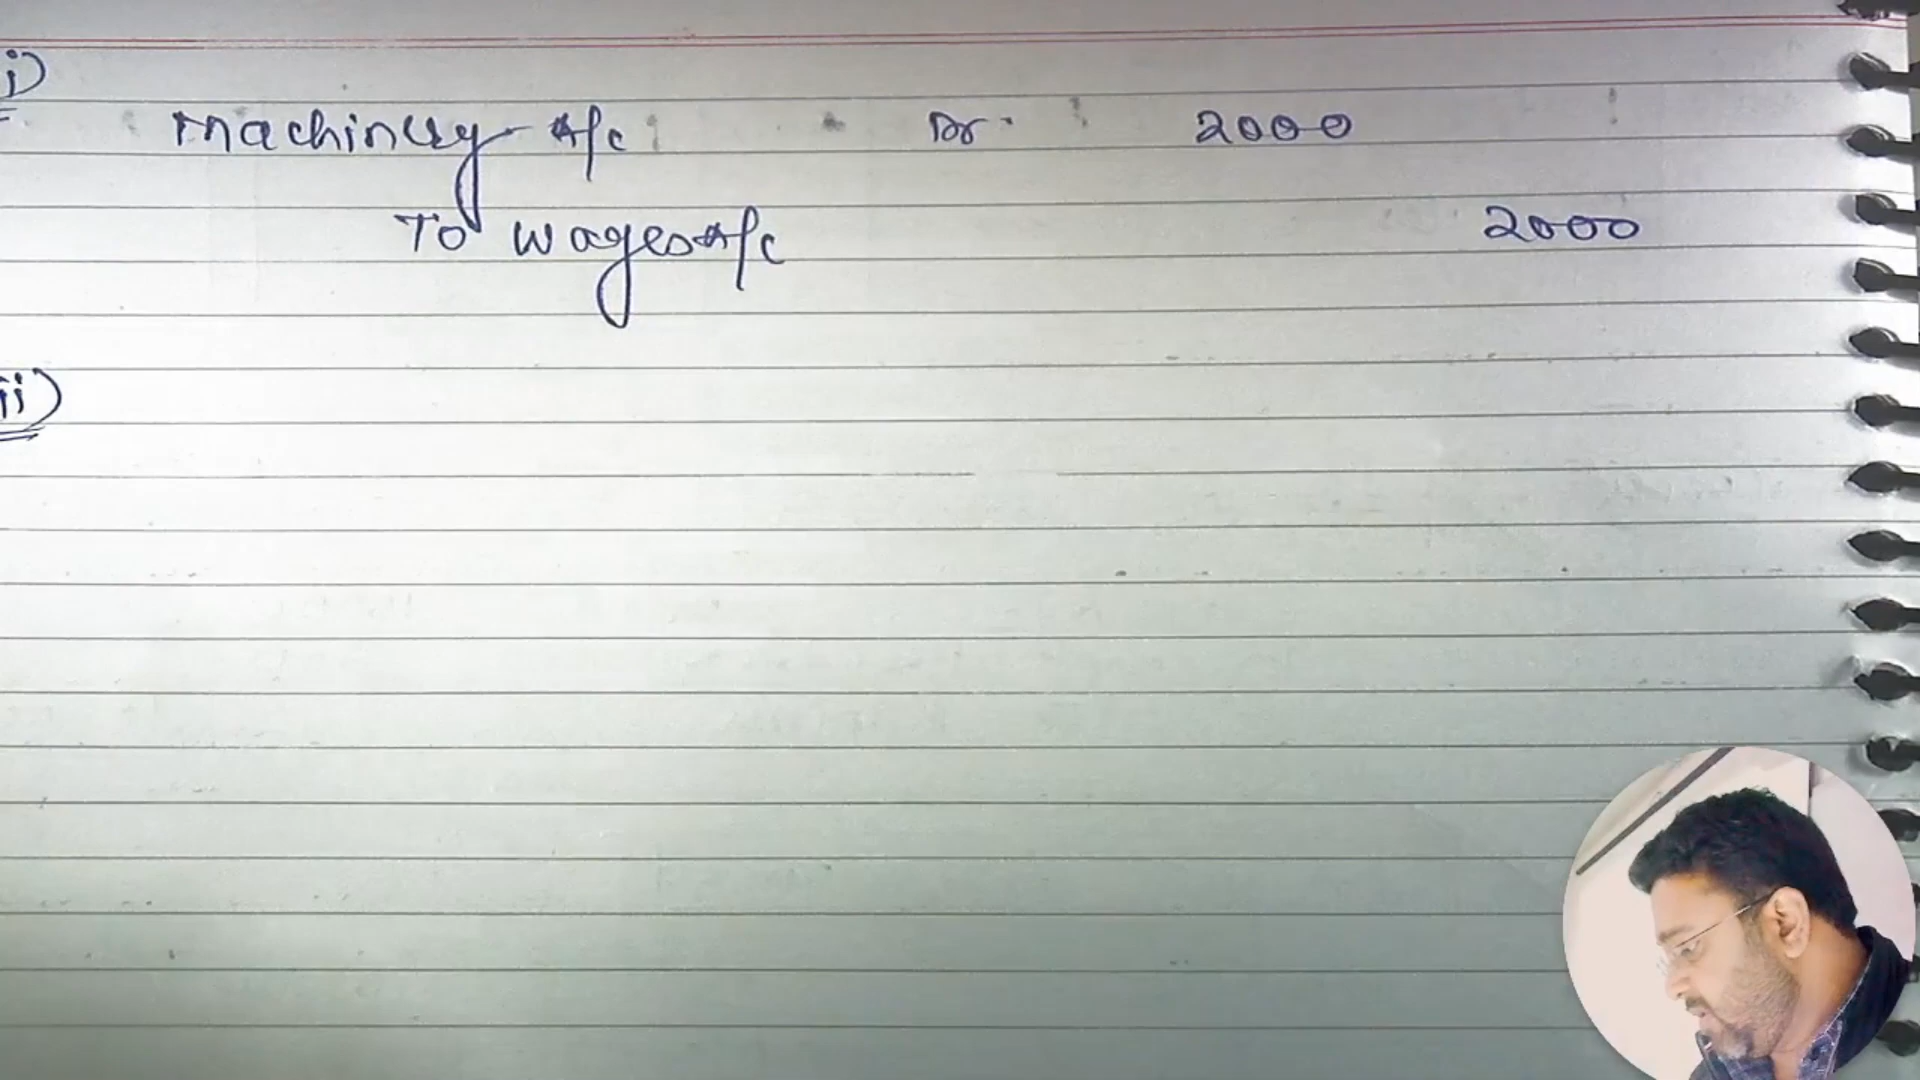 i)
Machinery A/c Dr. 2000
To Wages A/c 2000
ii)